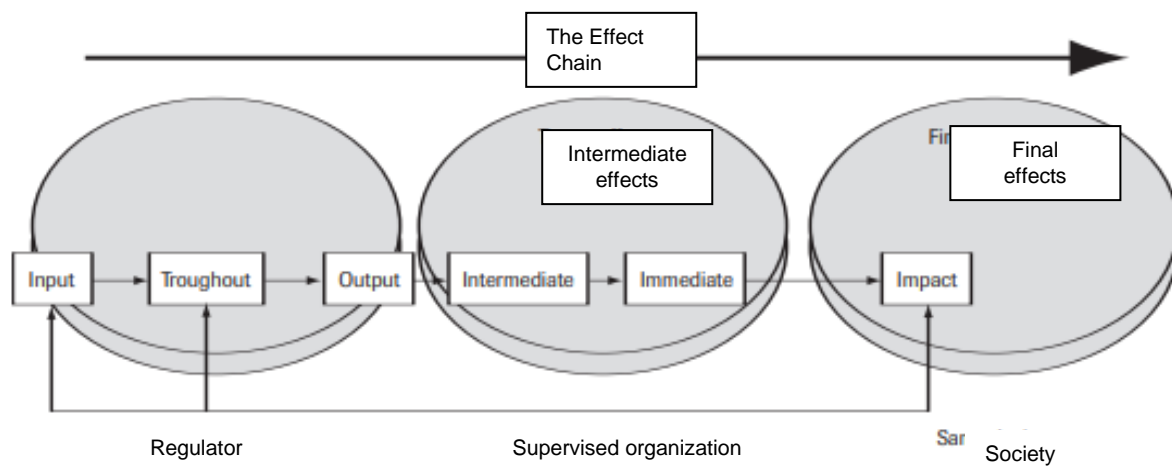 The Effect
Chain
Intermediate
effects
Final
effects
Input
Troughout
Output
Intermediate
Immediate
Impact
Regulator
Supervised organization
Society